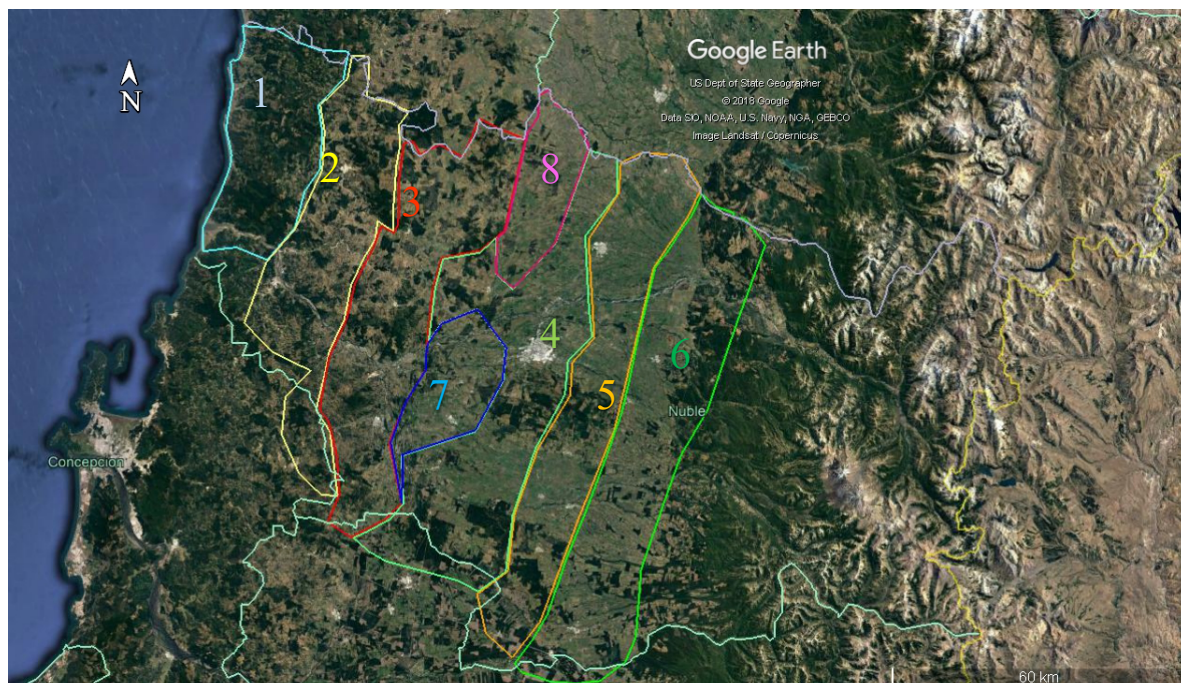 Google Earth
US Dept of State Geographer
© 2018 Google
Data SIO, NOAA, U.S. Navy, NGA, GEBCO
Image Landsat / Copernicus
N
1
2
3
8
4
7
5
6
Ñuble
Concepción
60 km